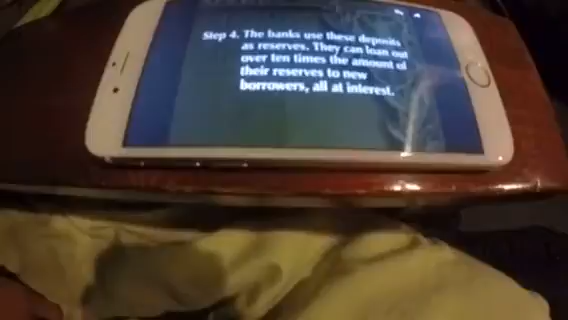 Step 4. The banks use these deposits
as reserves. They can loan out
over ten times the amount of
their reserves to new
borrowers, all at interest.